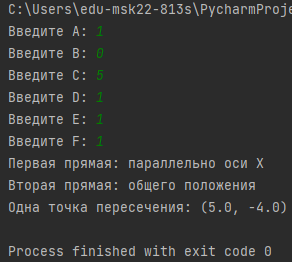 C:\Users\edu-msk22-813s\PycharmProje
Введите A: 1
Введите B: 0
Введите C: 5
Введите D: 1
Введите E: 1
Введите F: 1
Первая прямая: параллельно оси X
Вторая прямая: общего положения
Одна точка пересечения: (5.0, -4.0)
Process finished with exit code 0